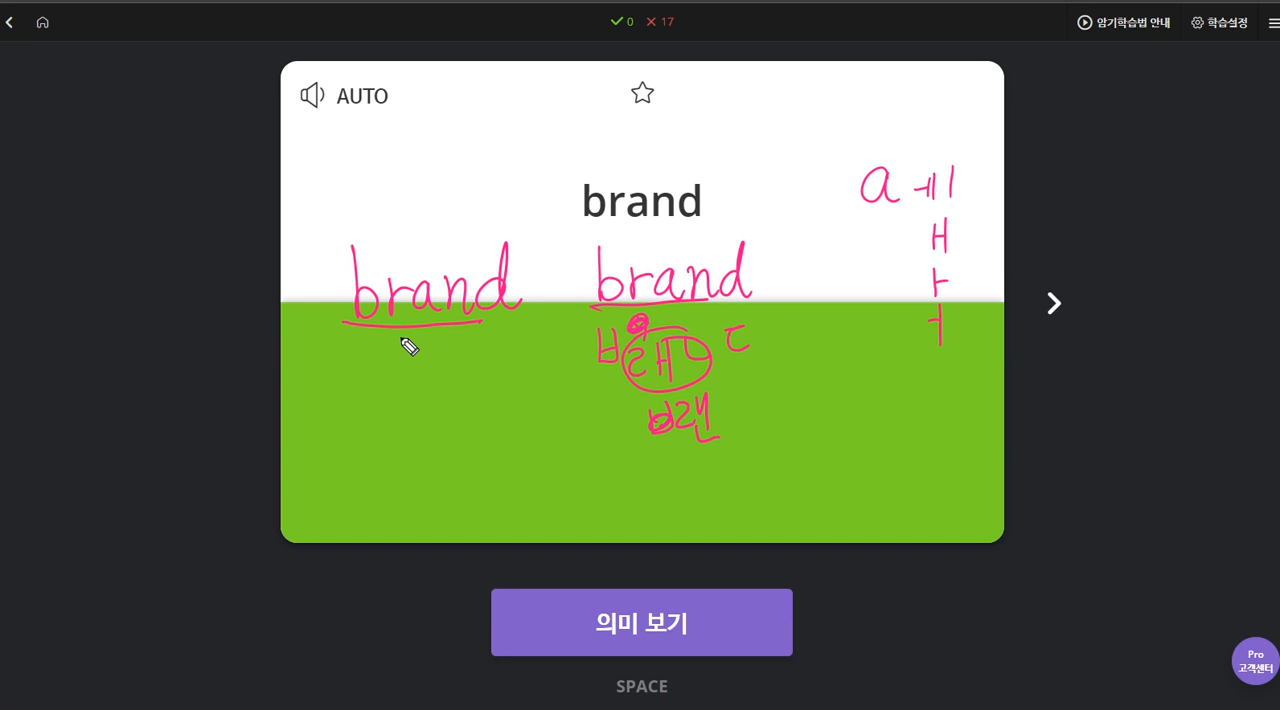 0 17
암기학습법 안내
학습설정
AUTO
brand
a ㅔㅣ
ㅐ
ㅏ
ㅓ
brand brand
ㅂ ㄹㅐㄴ ㄷ
브랜
의미 보기
Pro
고객센터
SPACE